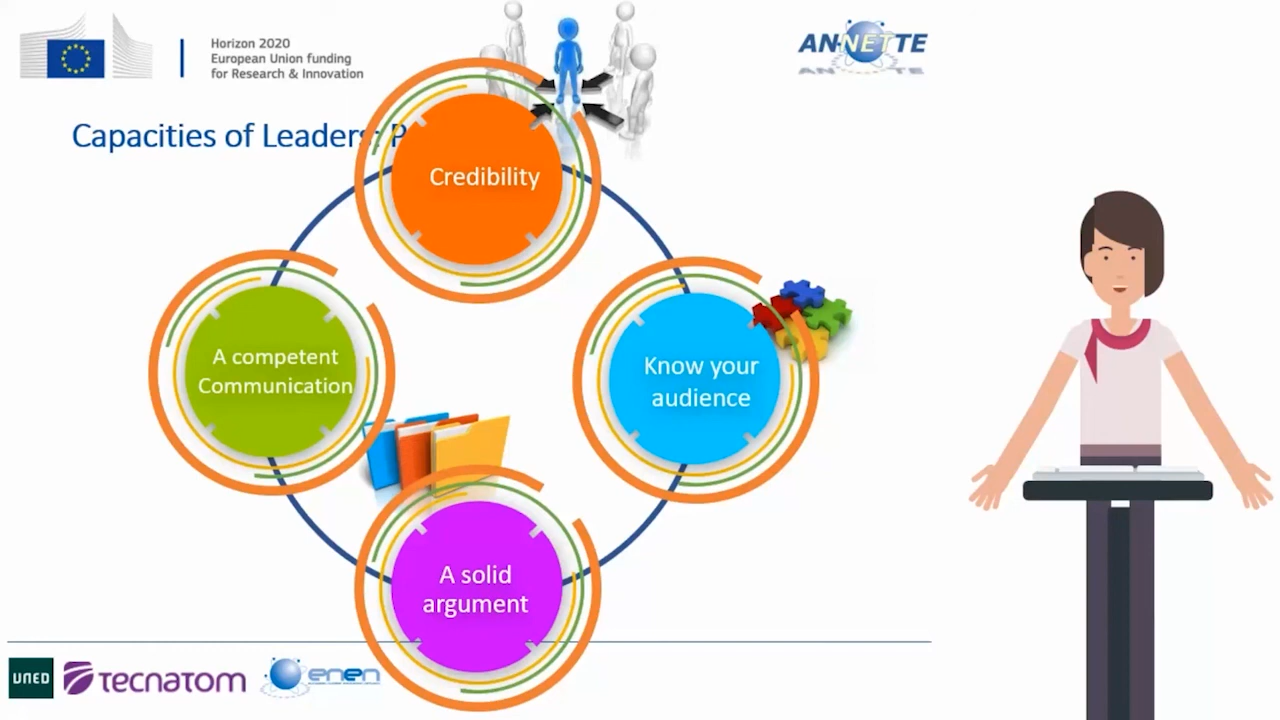 Horizon 2020
European Union funding
for Research & Innovation
ANNETTE
Capacities of Leaders: P
Credibility
A competent
Communication
Know your
audience
A solid
argument
UNED
tecnatom
enen